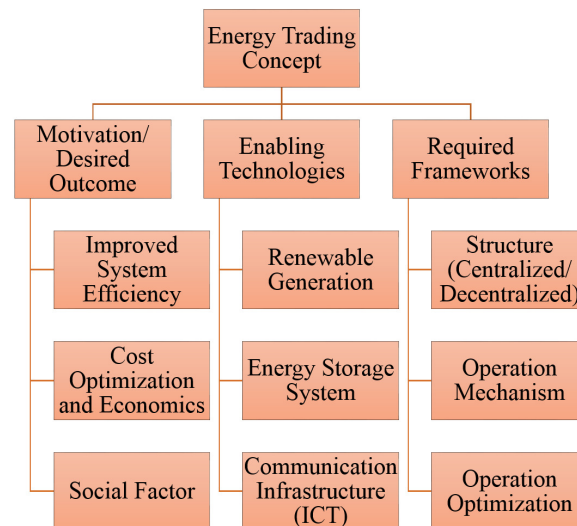 Energy Trading
Concept
Motivation/
Desired
Outcome
Enabling
Technologies
Required
Frameworks
Improved
System
Efficiency
Renewable
Generation
Structure
(Centralized/
Decentralized)
Cost
Optimization
and Economics
Energy Storage
System
Operation
Mechanism
Social Factor
Communication
Infrastructure
(ICT)
Operation
Optimization